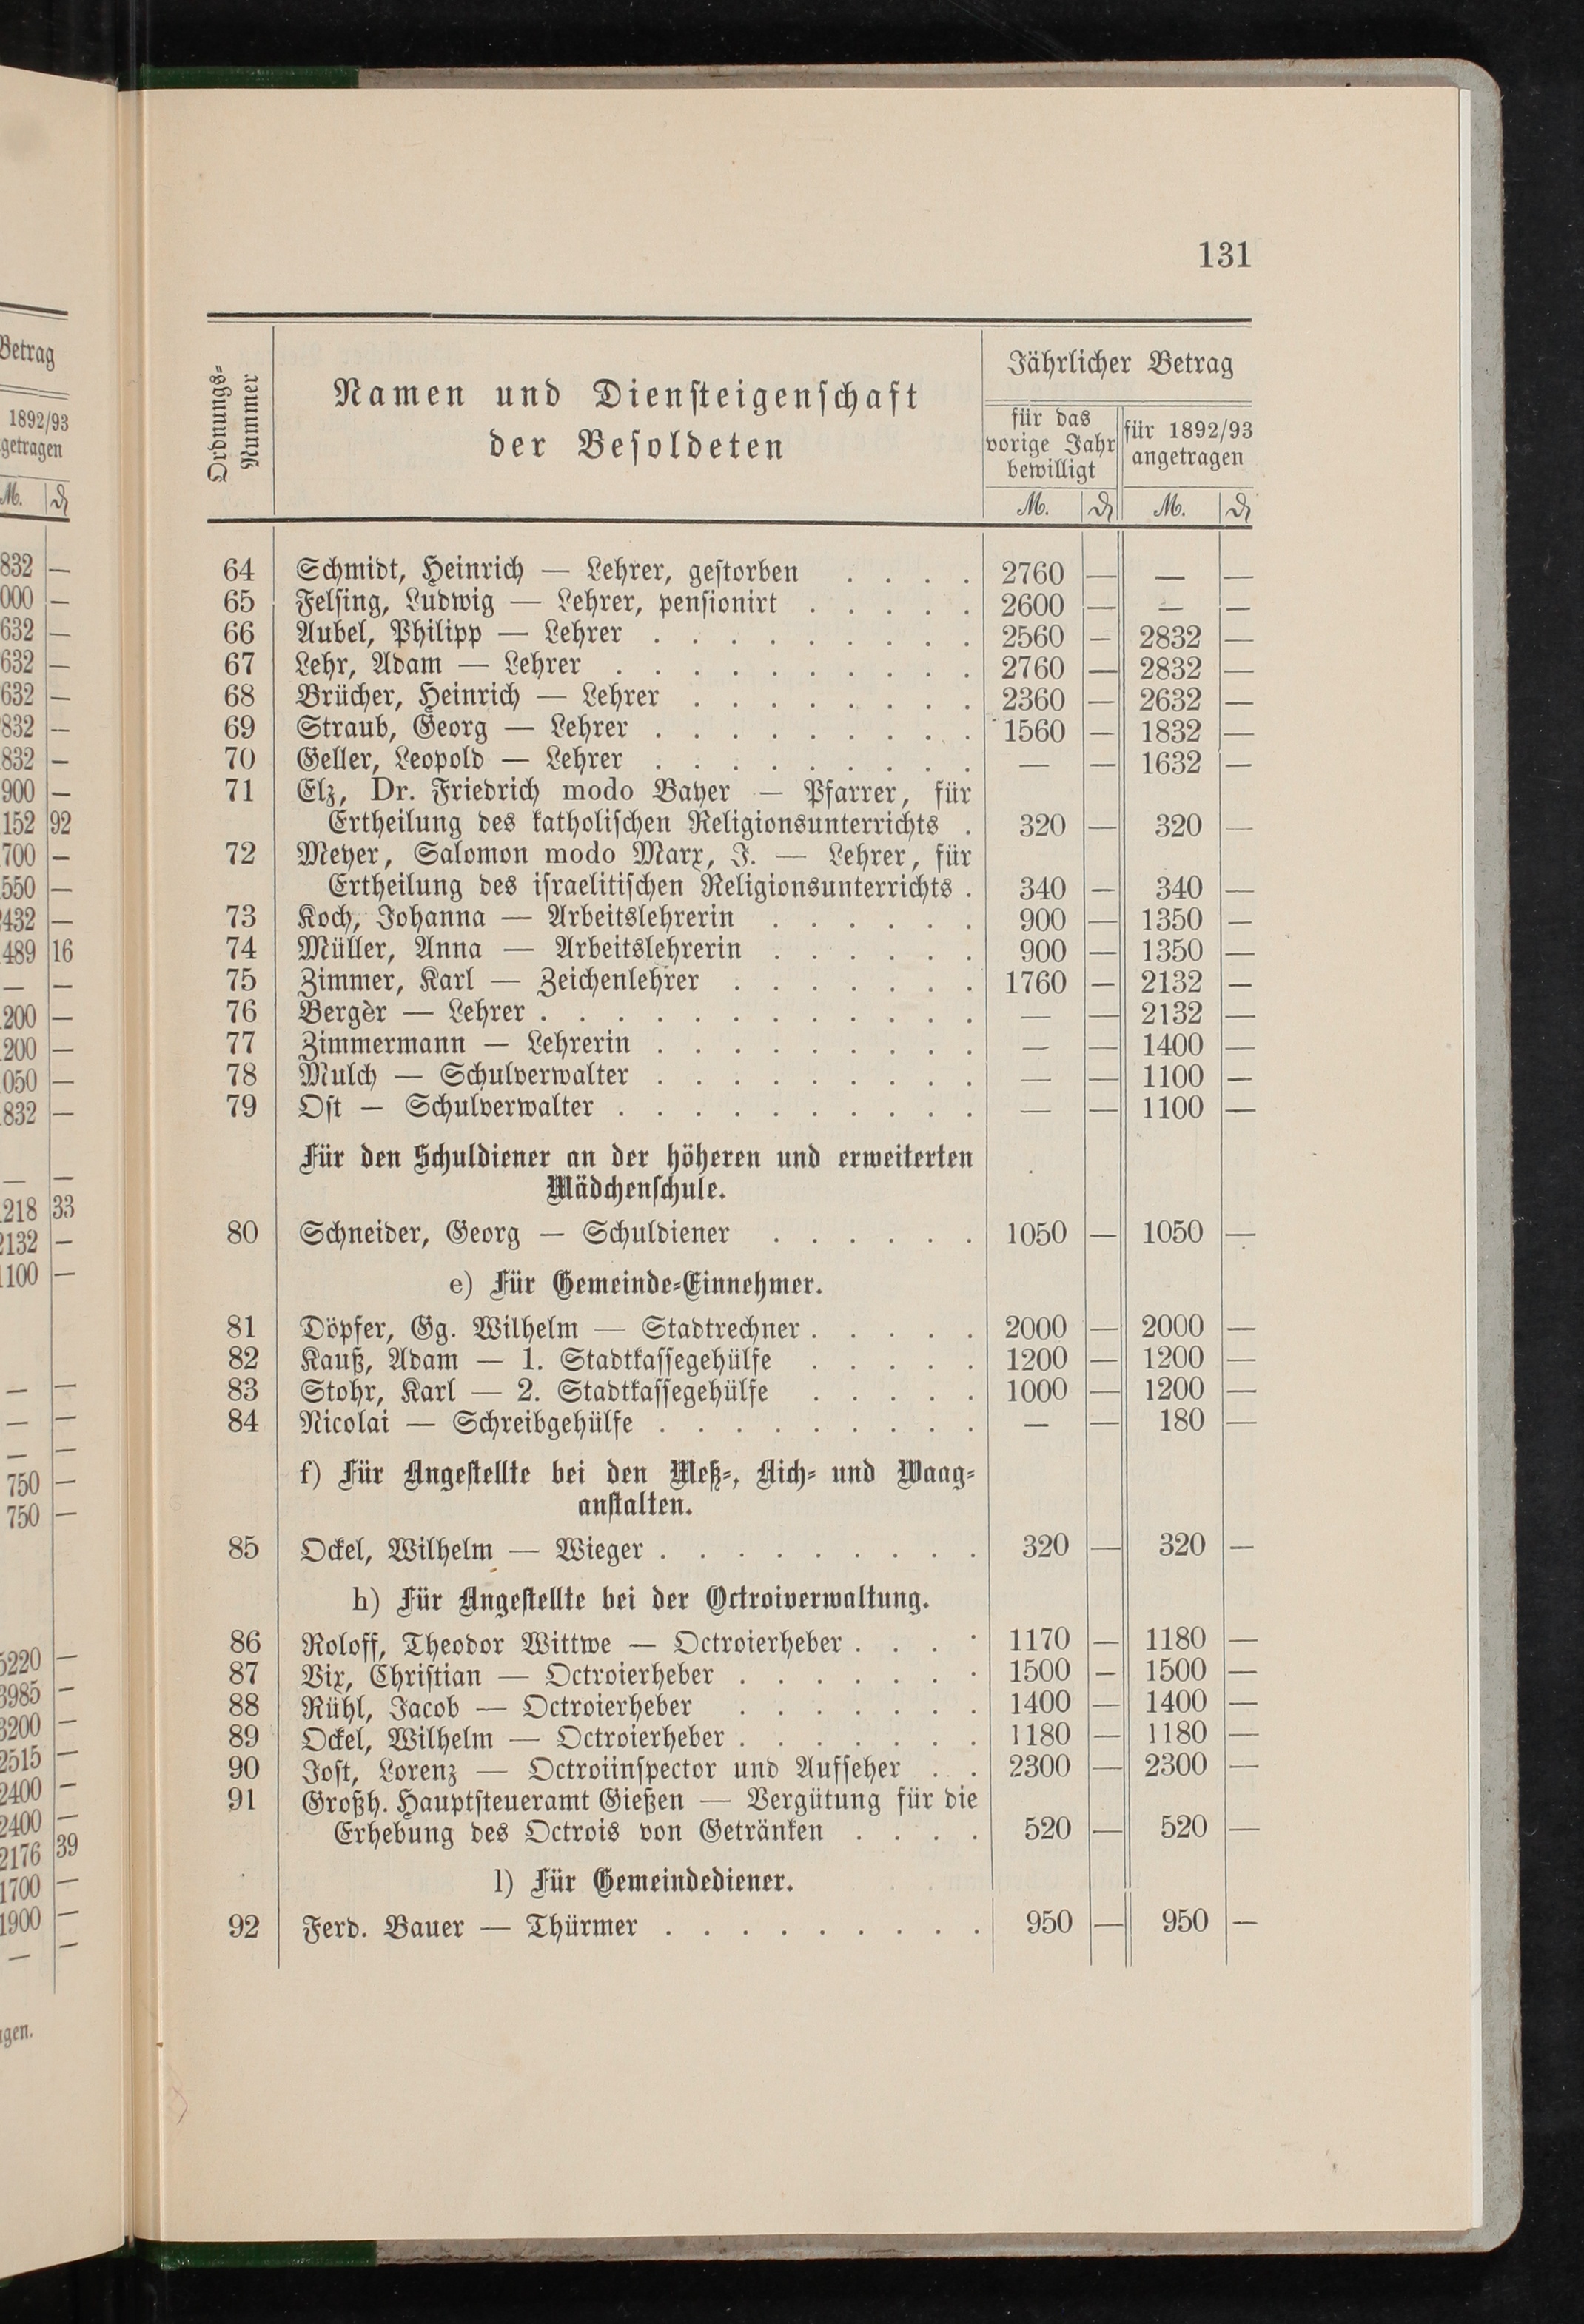 131
Ordnungs-
Nummer
Namen und Diensteigenschaft
der Besoldeten
Jährlicher Betrag
für das
vorige Jahr
bewilligt
für 1892/93
angetragen
M. ₰ M. ₰
64 Schmidt, Heinrich — Lehrer, gestorben . . . . 2760 — — —
65 Felsing, Ludwig — Lehrer, pensionirt . . . . . 2600 — — —
66 Aubel, Philipp — Lehrer . . . . . . . . . 2560 — 2832 —
67 Lehr, Adam — Lehrer . . . . . . . . . . 2760 — 2832 —
68 Brücher, Heinrich — Lehrer . . . . . . . . 2360 — 2632 —
69 Straub, Georg — Lehrer . . . . . . . . . 1560 — 1832 —
70 Geller, Leopold — Lehrer . . . . . . . . . — — 1632 —
71 Elz, Dr. Friedrich modo Bayer — Pfarrer, für
Ertheilung des katholischen Religionsunterrichts . 320 — 320 —
72 Meyer, Salomon modo Marx, J. — Lehrer, für
Ertheilung des israelitischen Religionsunterrichts . 340 — 340 —
73 Koch, Johanna — Arbeitslehrerin . . . . . . 900 — 1350 —
74 Müller, Anna — Arbeitslehrerin . . . . . . 900 — 1350 —
75 Zimmer, Karl — Zeichenlehrer . . . . . . . 1760 — 2132 —
76 Bergèr — Lehrer . . . . . . . . . . . . — — 2132 —
77 Zimmermann — Lehrerin . . . . . . . . . — — 1400 —
78 Mulch — Schulverwalter . . . . . . . . . — — 1100 —
79 Ost — Schulverwalter . . . . . . . . . . — — 1100 —
Für den Schuldiener an der höheren und erweiterten
Mädchenschule.
80 Schneider, Georg — Schuldiener . . . . . . 1050 — 1050 —
e) Für Gemeinde-Einnehmer.
81 Döpfer, Gg. Wilhelm — Stadtrechner . . . . . 2000 — 2000 —
82 Kauß, Adam — 1. Stadtkassegehülfe . . . . . 1200 — 1200 —
83 Stohr, Karl — 2. Stadtkassegehülfe . . . . . 1000 — 1200 —
84 Nicolai — Schreibgehülfe . . . . . . . . . — — 180 —
f) Für Angestellte bei den Meß-, Aich- und Waag-
anstalten.
85 Ockel, Wilhelm — Wieger . . . . . . . . . 320 — 320 —
h) Für Angestellte bei der Octroiverwaltung.
86 Roloff, Theodor Wittwe — Octroierheber . . . . 1170 — 1180 —
87 Vix, Christian — Octroierheber . . . . . . . 1500 — 1500 —
88 Rühl, Jacob — Octroierheber . . . . . . . 1400 — 1400 —
89 Ockel, Wilhelm — Octroierheber . . . . . . . 1180 — 1180 —
90 Jost, Lorenz — Octroiinspector und Aufseher . . 2300 — 2300 —
91 Großh. Hauptsteueramt Gießen — Vergütung für die
Erhebung des Octrois von Getränken . . . . 520 — 520 —
l) Für Gemeindediener.
92 Ferd. Bauer — Thürmer . . . . . . . . . 950 — 950 —